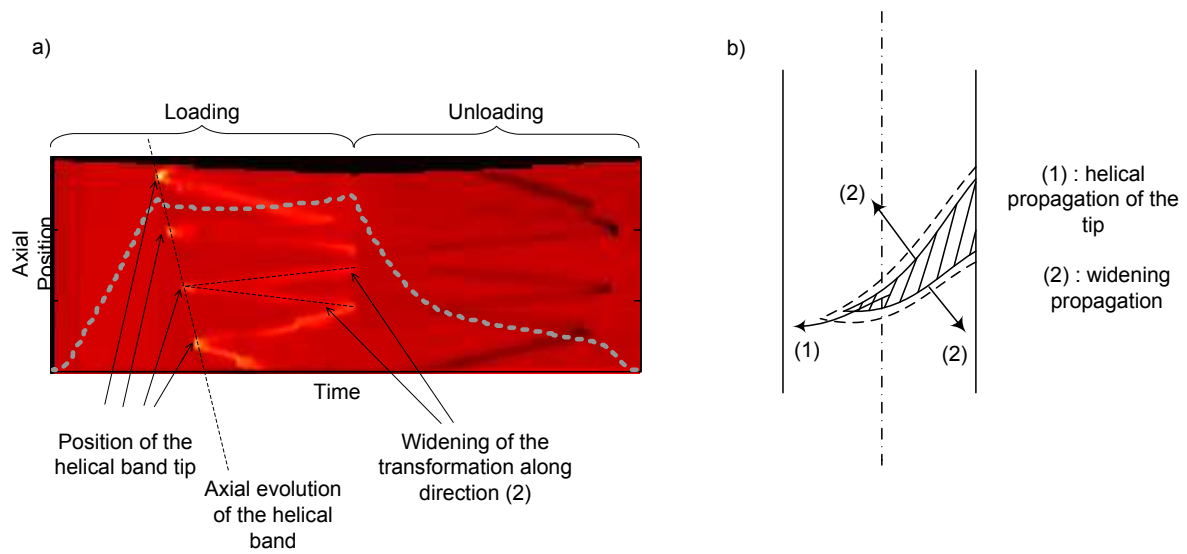 a)
Loading
Unloading
Axial
Position
Time
Position of the
helical band tip
Axial evolution
of the helical
band
Widening of the
transformation along
direction (2)
b)
(2)
(1)
(2)
(1) : helical
propagation of the
tip
(2) : widening
propagation